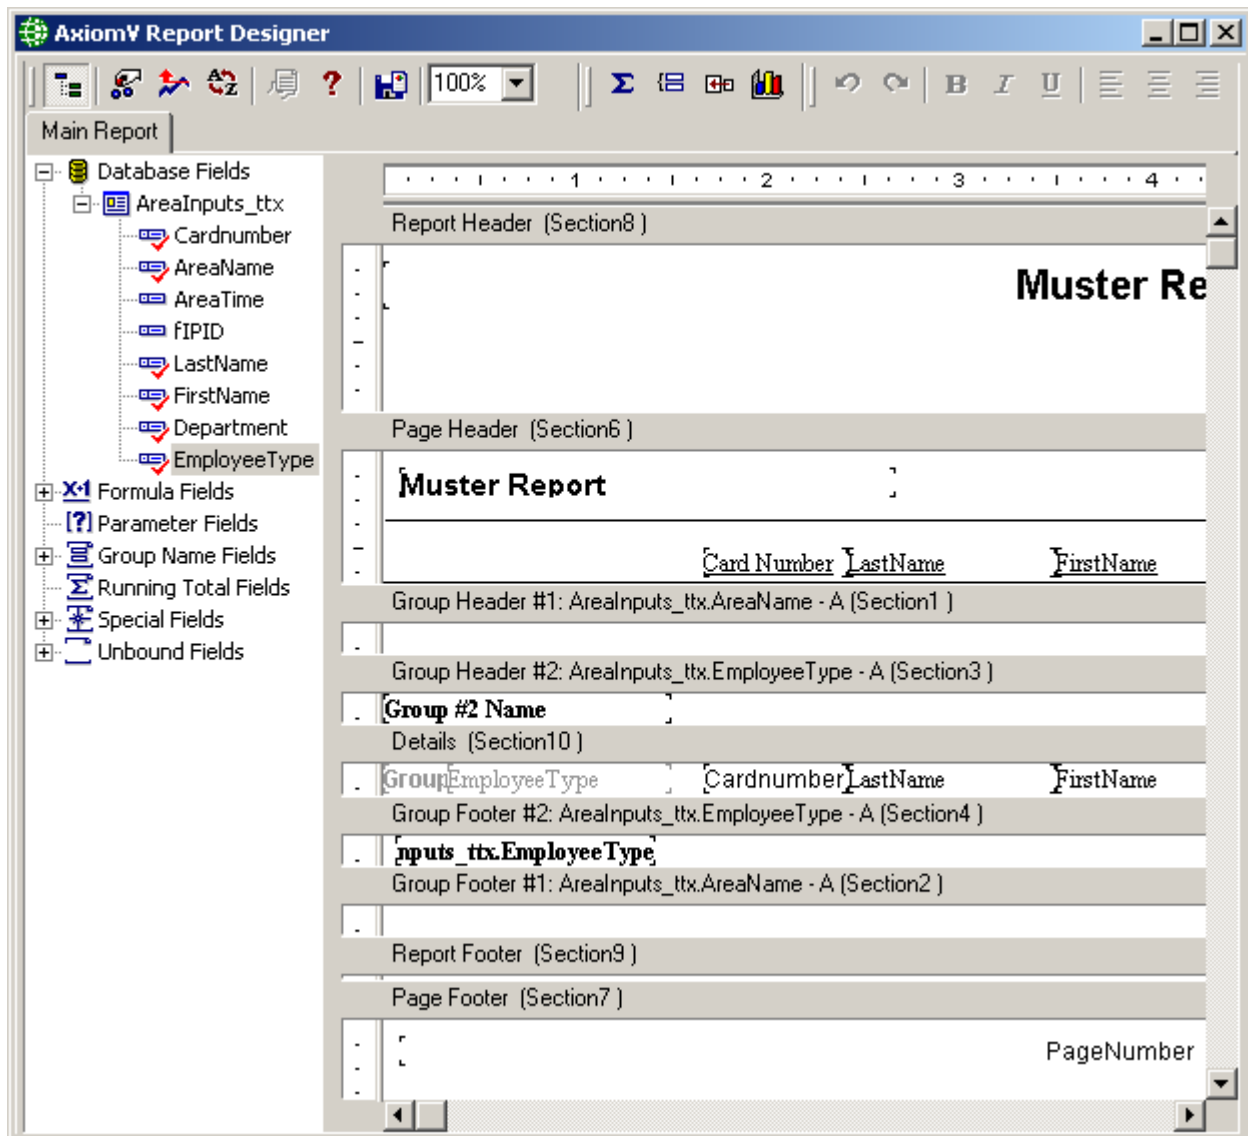 AxiomV Report Designer
100%
Main Report
Database Fields
AreaInputs_ttx
Cardnumber
AreaName
AreaTime
fIPID
LastName
FirstName
Department
EmployeeType
Formula Fields
Parameter Fields
Group Name Fields
Running Total Fields
Special Fields
Unbound Fields
1 2 3 4
Report Header (Section8 )
Muster Re
Page Header (Section6 )
Muster Report
Card Number LastName FirstName
Group Header #1: AreaInputs_ttx.AreaName - A (Section1 )
Group Header #2: AreaInputs_ttx.EmployeeType - A (Section3 )
Group #2 Name
Details (Section10 )
Group EmployeeType Cardnumber LastName FirstName
Group Footer #2: AreaInputs_ttx.EmployeeType - A (Section4 )
nputs_ttx.EmployeeType
Group Footer #1: AreaInputs_ttx.AreaName - A (Section2 )
Report Footer (Section9 )
Page Footer (Section7 )
PageNumber